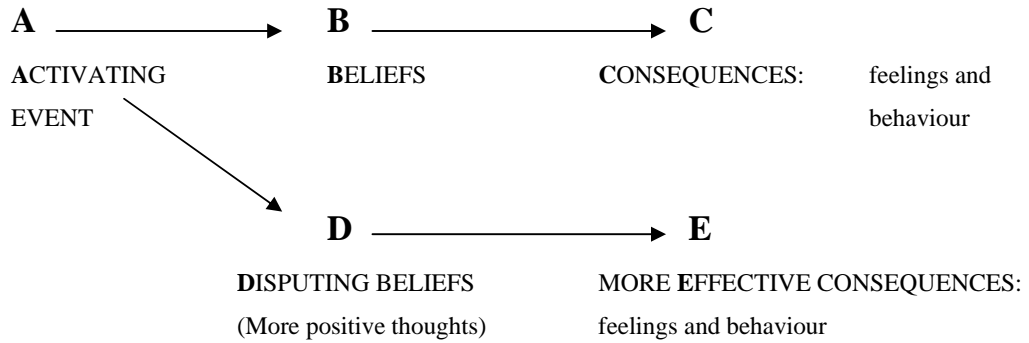 A B C
ACTIVATING BELIEFS CONSEQUENCES: feelings and
EVENT behaviour
D E
DISPUTING BELIEFS MORE EFFECTIVE CONSEQUENCES:
(More positive thoughts) feelings and behaviour